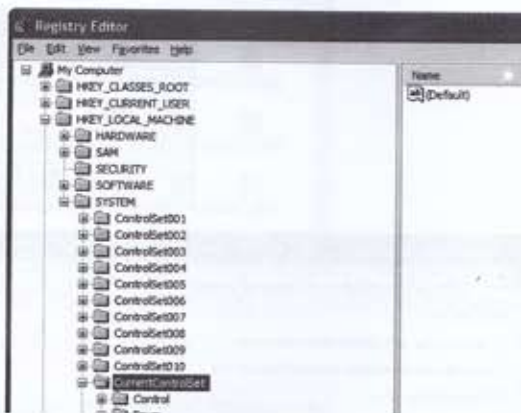 Registry Editor
File Edit View Favorites Help
My Computer
HKEY_CLASSES_ROOT
HKEY_CURRENT_USER
HKEY_LOCAL_MACHINE
HARDWARE
SAM
SECURITY
SOFTWARE
SYSTEM
ControlSet001
ControlSet002
ControlSet003
ControlSet004
ControlSet005
ControlSet006
ControlSet007
ControlSet008
ControlSet009
ControlSet010
CurrentControlSet
Control
Name
ab (Default)